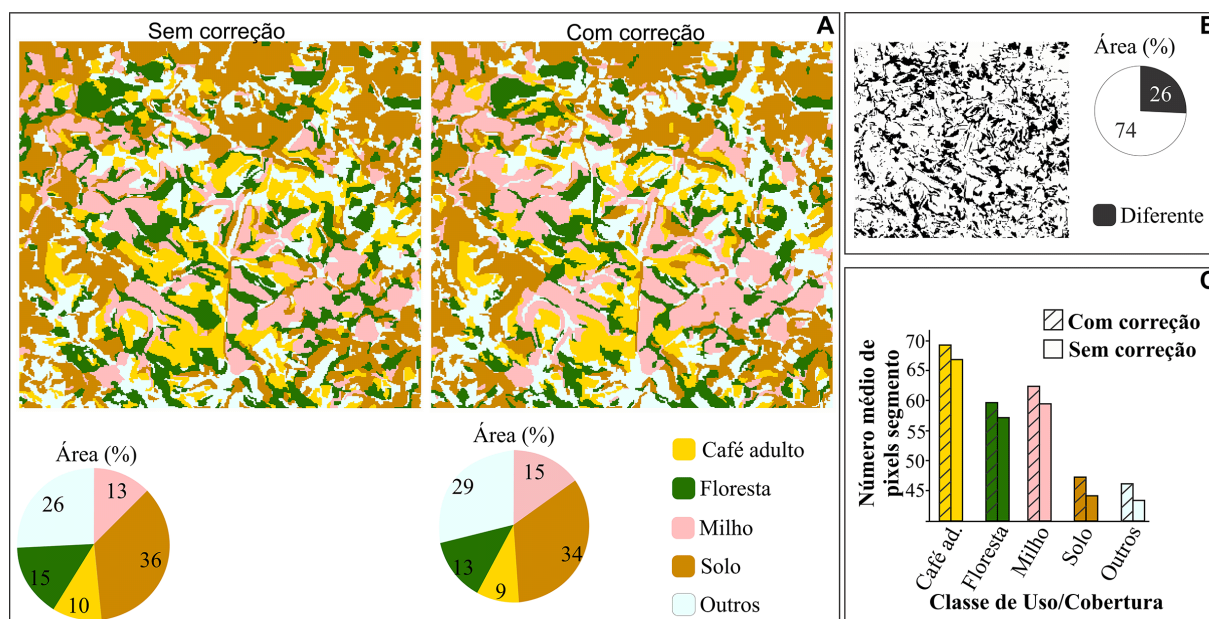 A
Sem correção
Com correção
Área (%)
26
13
36
10
15
Área (%)
29
15
34
9
13
Café adulto
Floresta
Milho
Solo
Outros
B
Área (%)
26
74
Diferente
C
Com correção
Sem correção
Número médio de
pixels segmento
70
65
60
55
50
45
Café ad.
Floresta
Milho
Solo
Outros
Classe de Uso/Cobertura